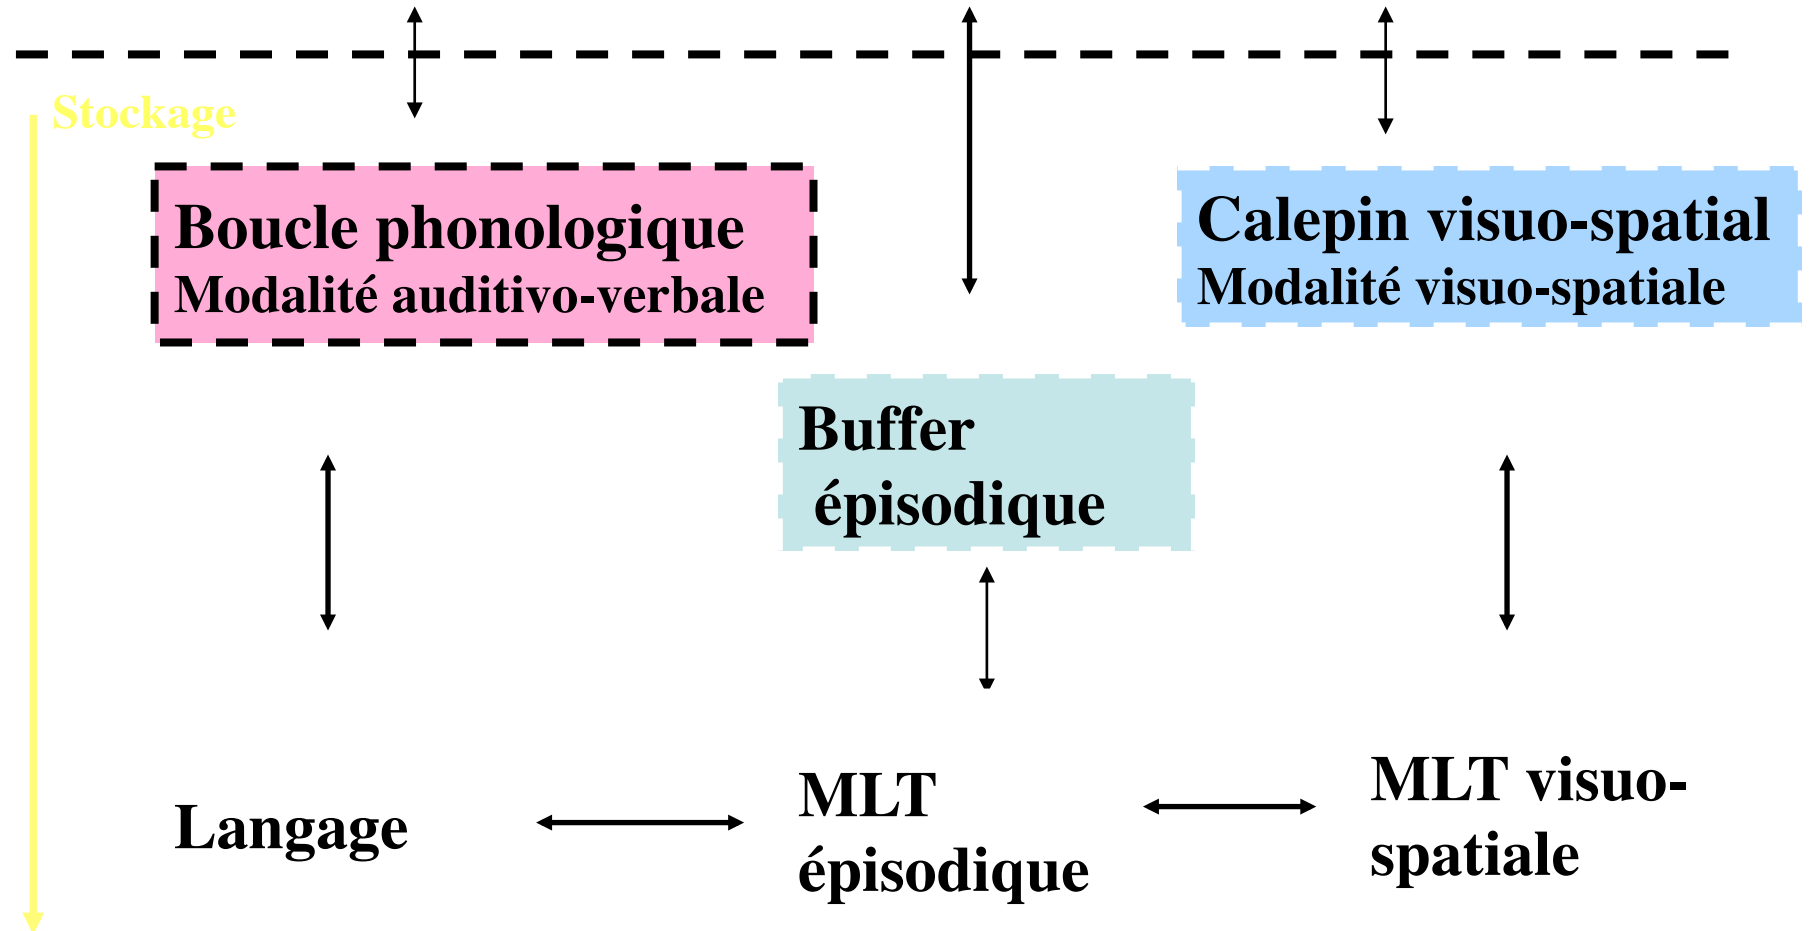 Stockage
Boucle phonologique
Modalité auditivo-verbale
Calepin visuo-spatial
Modalité visuo-spatiale
Buffer
épisodique
Langage
MLT
épisodique
MLT visuo-
spatiale